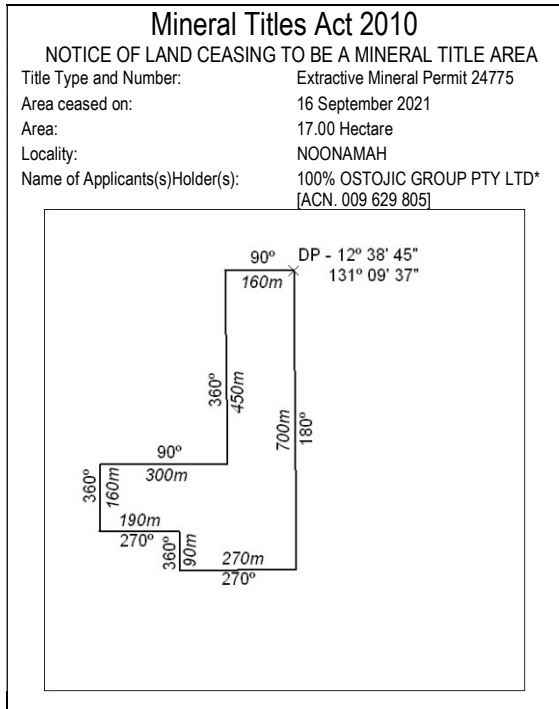 Mineral Titles Act 2010
NOTICE OF LAND CEASING TO BE A MINERAL TITLE AREA
Title Type and Number: Extractive Mineral Permit 24775
Area ceased on: 16 September 2021
Area: 17.00 Hectare
Locality: NOONAMAH
Name of Applicants(s)Holder(s): 100% OSTOJIC GROUP PTY LTD*
[ACN. 009 629 805]
90º DP - 12º 38' 45"
160m 131º 09' 37"
360º 450m
700m 180º
90º
300m
360º 160m
190m
270º
360º 90m
270m
270º